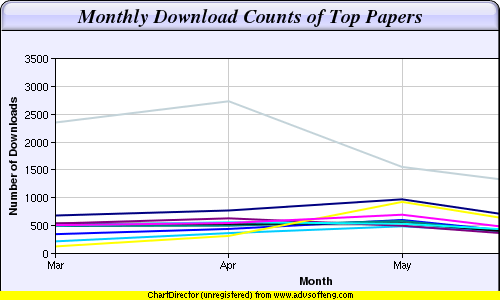 Monthly Download Counts of Top Papers
3500
3000
2500
2000
1500
1000
500
0
Number of Downloads
Mar Apr May
Month
ChartDirector (unregistered) from www.advsofteng.com